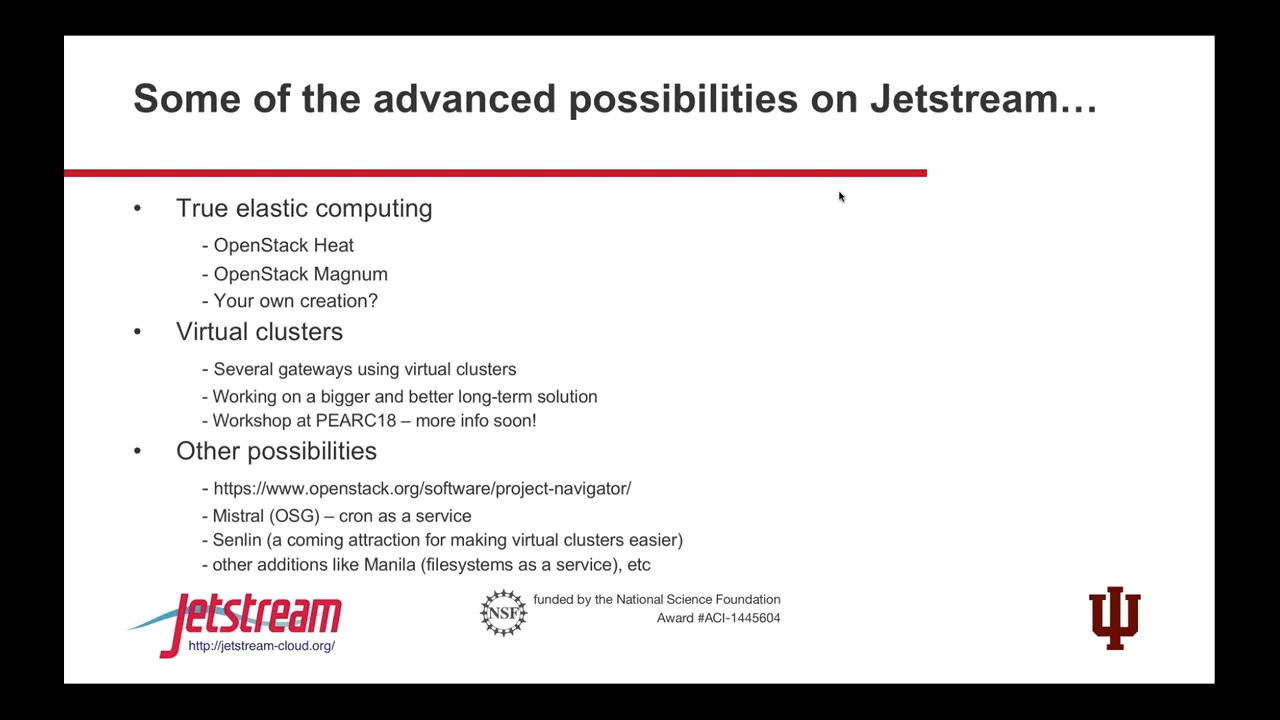 Some of the advanced possibilities on Jetstream…
• True elastic computing
- OpenStack Heat
- OpenStack Magnum
- Your own creation?
• Virtual clusters
- Several gateways using virtual clusters
- Working on a bigger and better long-term solution
- Workshop at PEARC18 – more info soon!
• Other possibilities
- https://www.openstack.org/software/project-navigator/
- Mistral (OSG) – cron as a service
- Senlin (a coming attraction for making virtual clusters easier)
- other additions like Manila (filesystems as a service), etc
Jetstream
http://jetstream-cloud.org/
NSF
funded by the National Science Foundation
Award #ACI-1445604